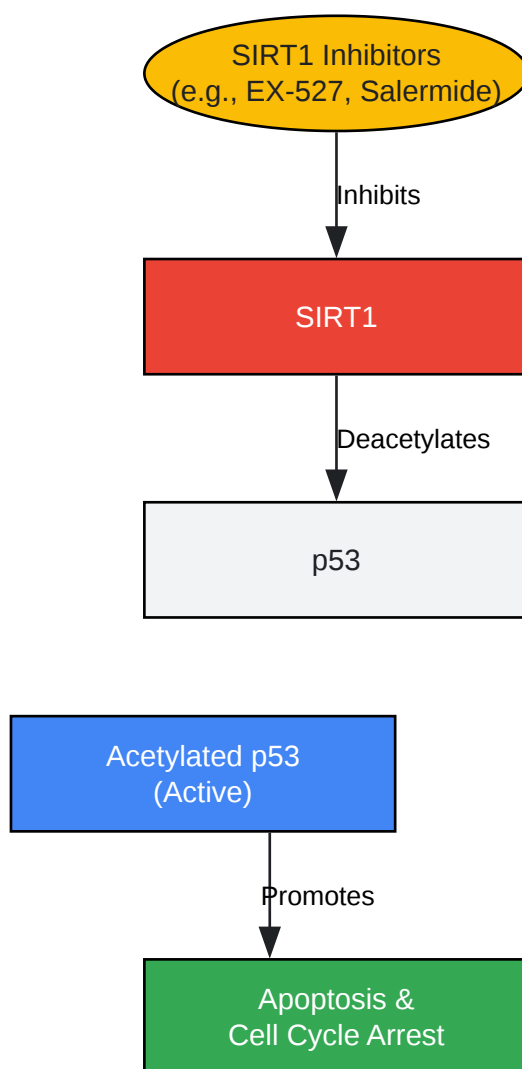 SIRT1 Inhibitors
(e.g., EX-527, Salermide)
Inhibits
SIRT1
Deacetylates
p53
Acetylated p53
(Active)
Promotes
Apoptosis &
Cell Cycle Arrest